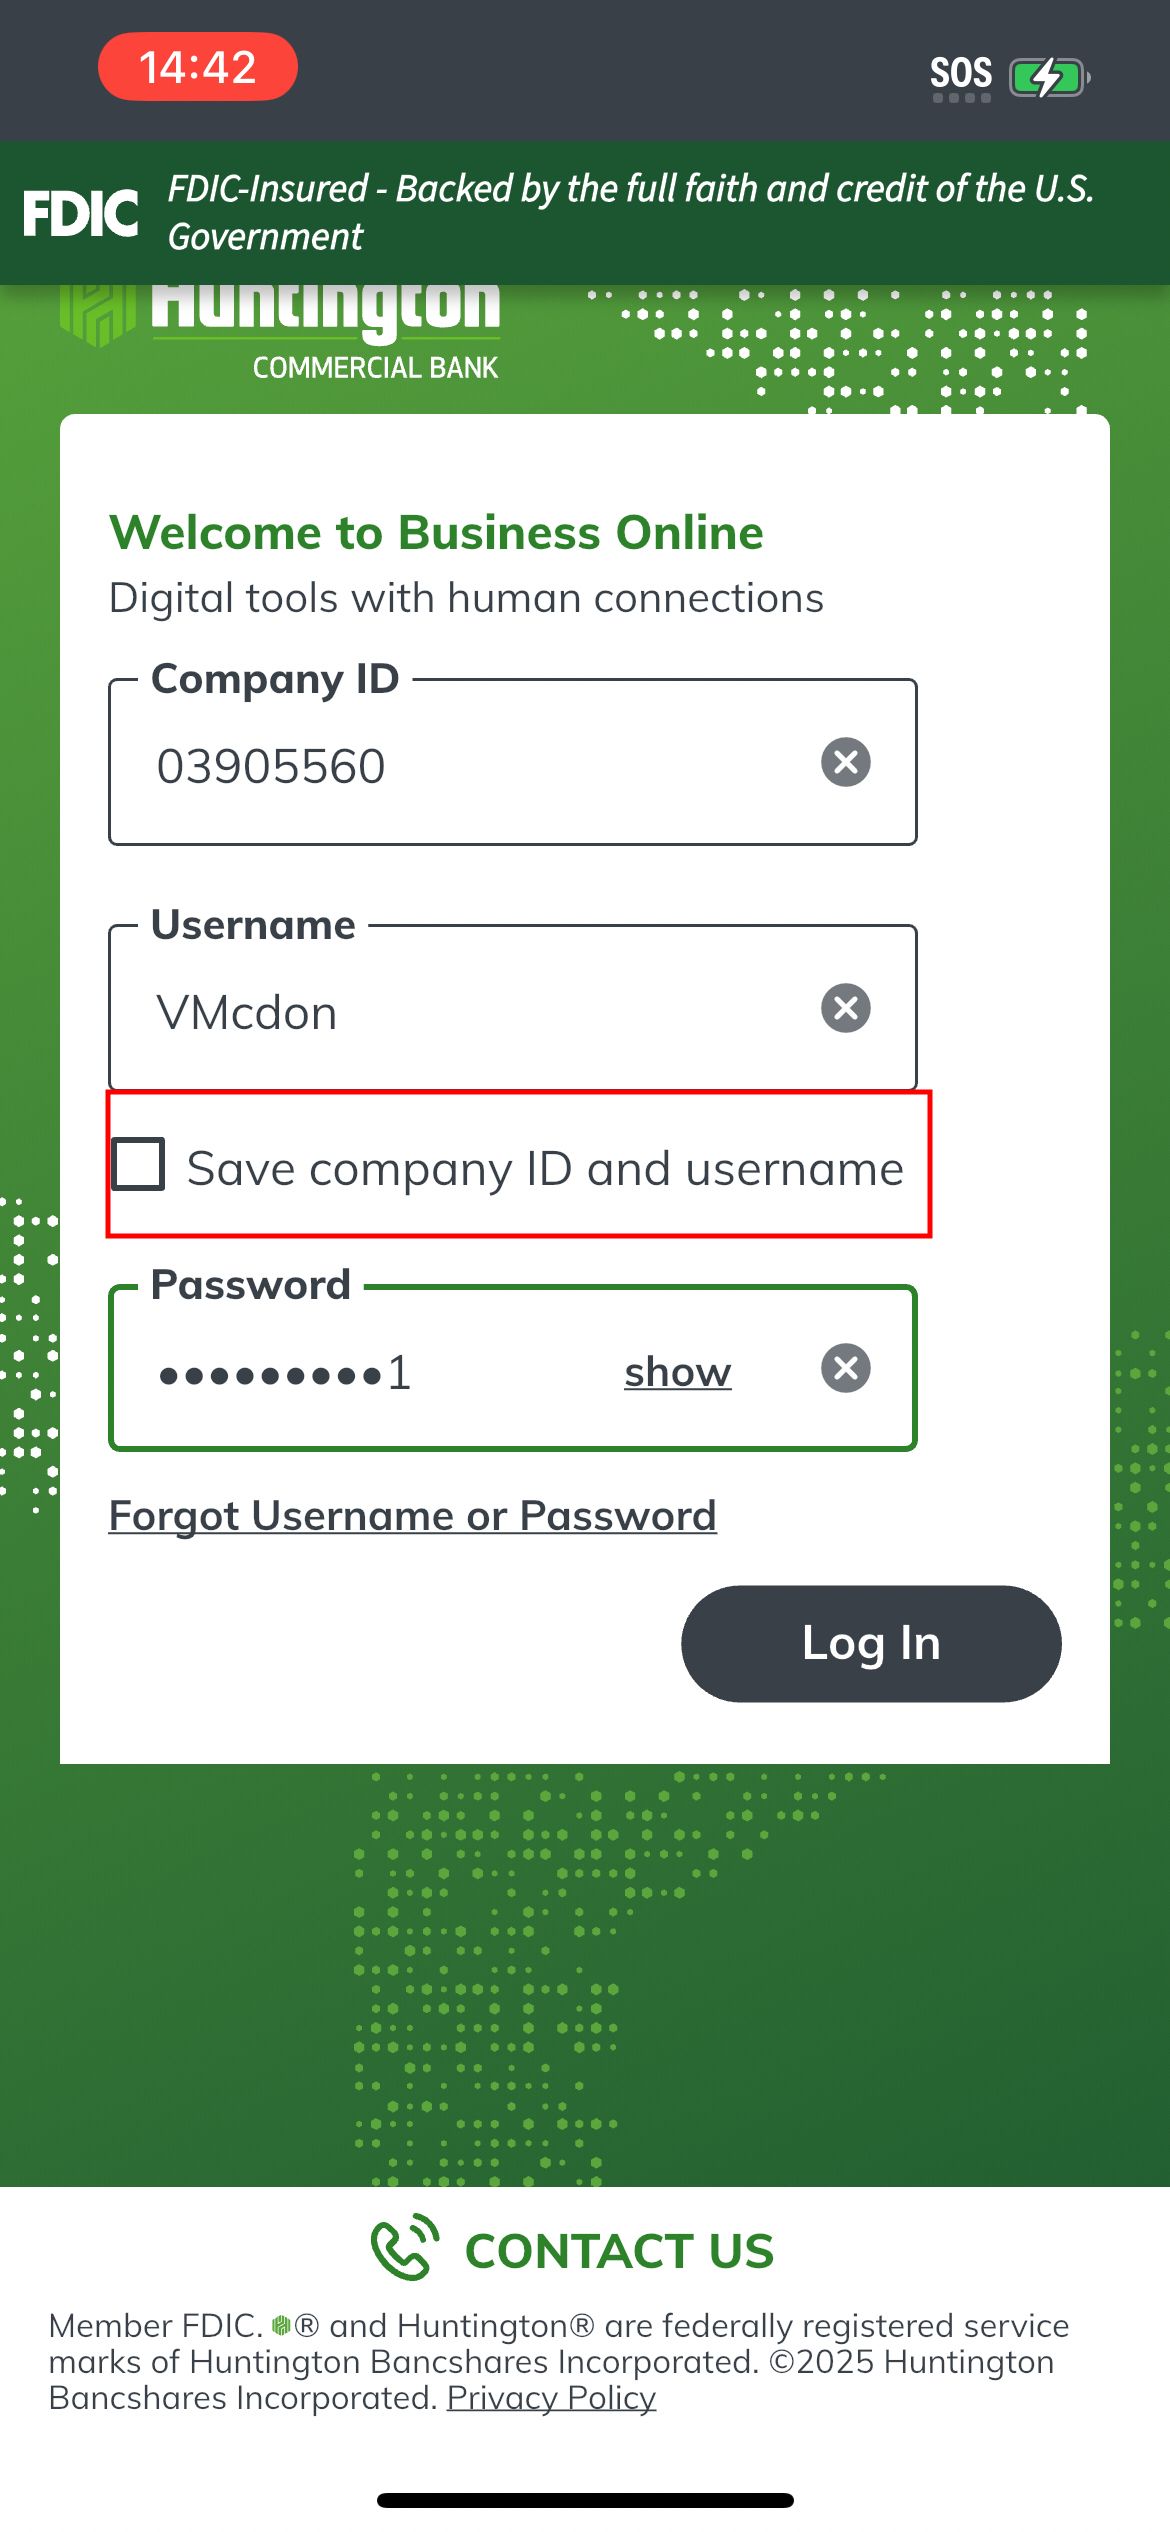 14:42
SOS
FDIC
FDIC-Insured - Backed by the full faith and credit of the U.S.
Government
Huntington
COMMERCIAL BANK
Welcome to Business Online
Digital tools with human connections
Company ID
03905560
Username
VMcdon
Save company ID and username
Password
•••••••••1
show
Forgot Username or Password
Log In
CONTACT US
Member FDIC. ® and Huntington® are federally registered service
marks of Huntington Bancshares Incorporated. ©2025 Huntington
Bancshares Incorporated. Privacy Policy